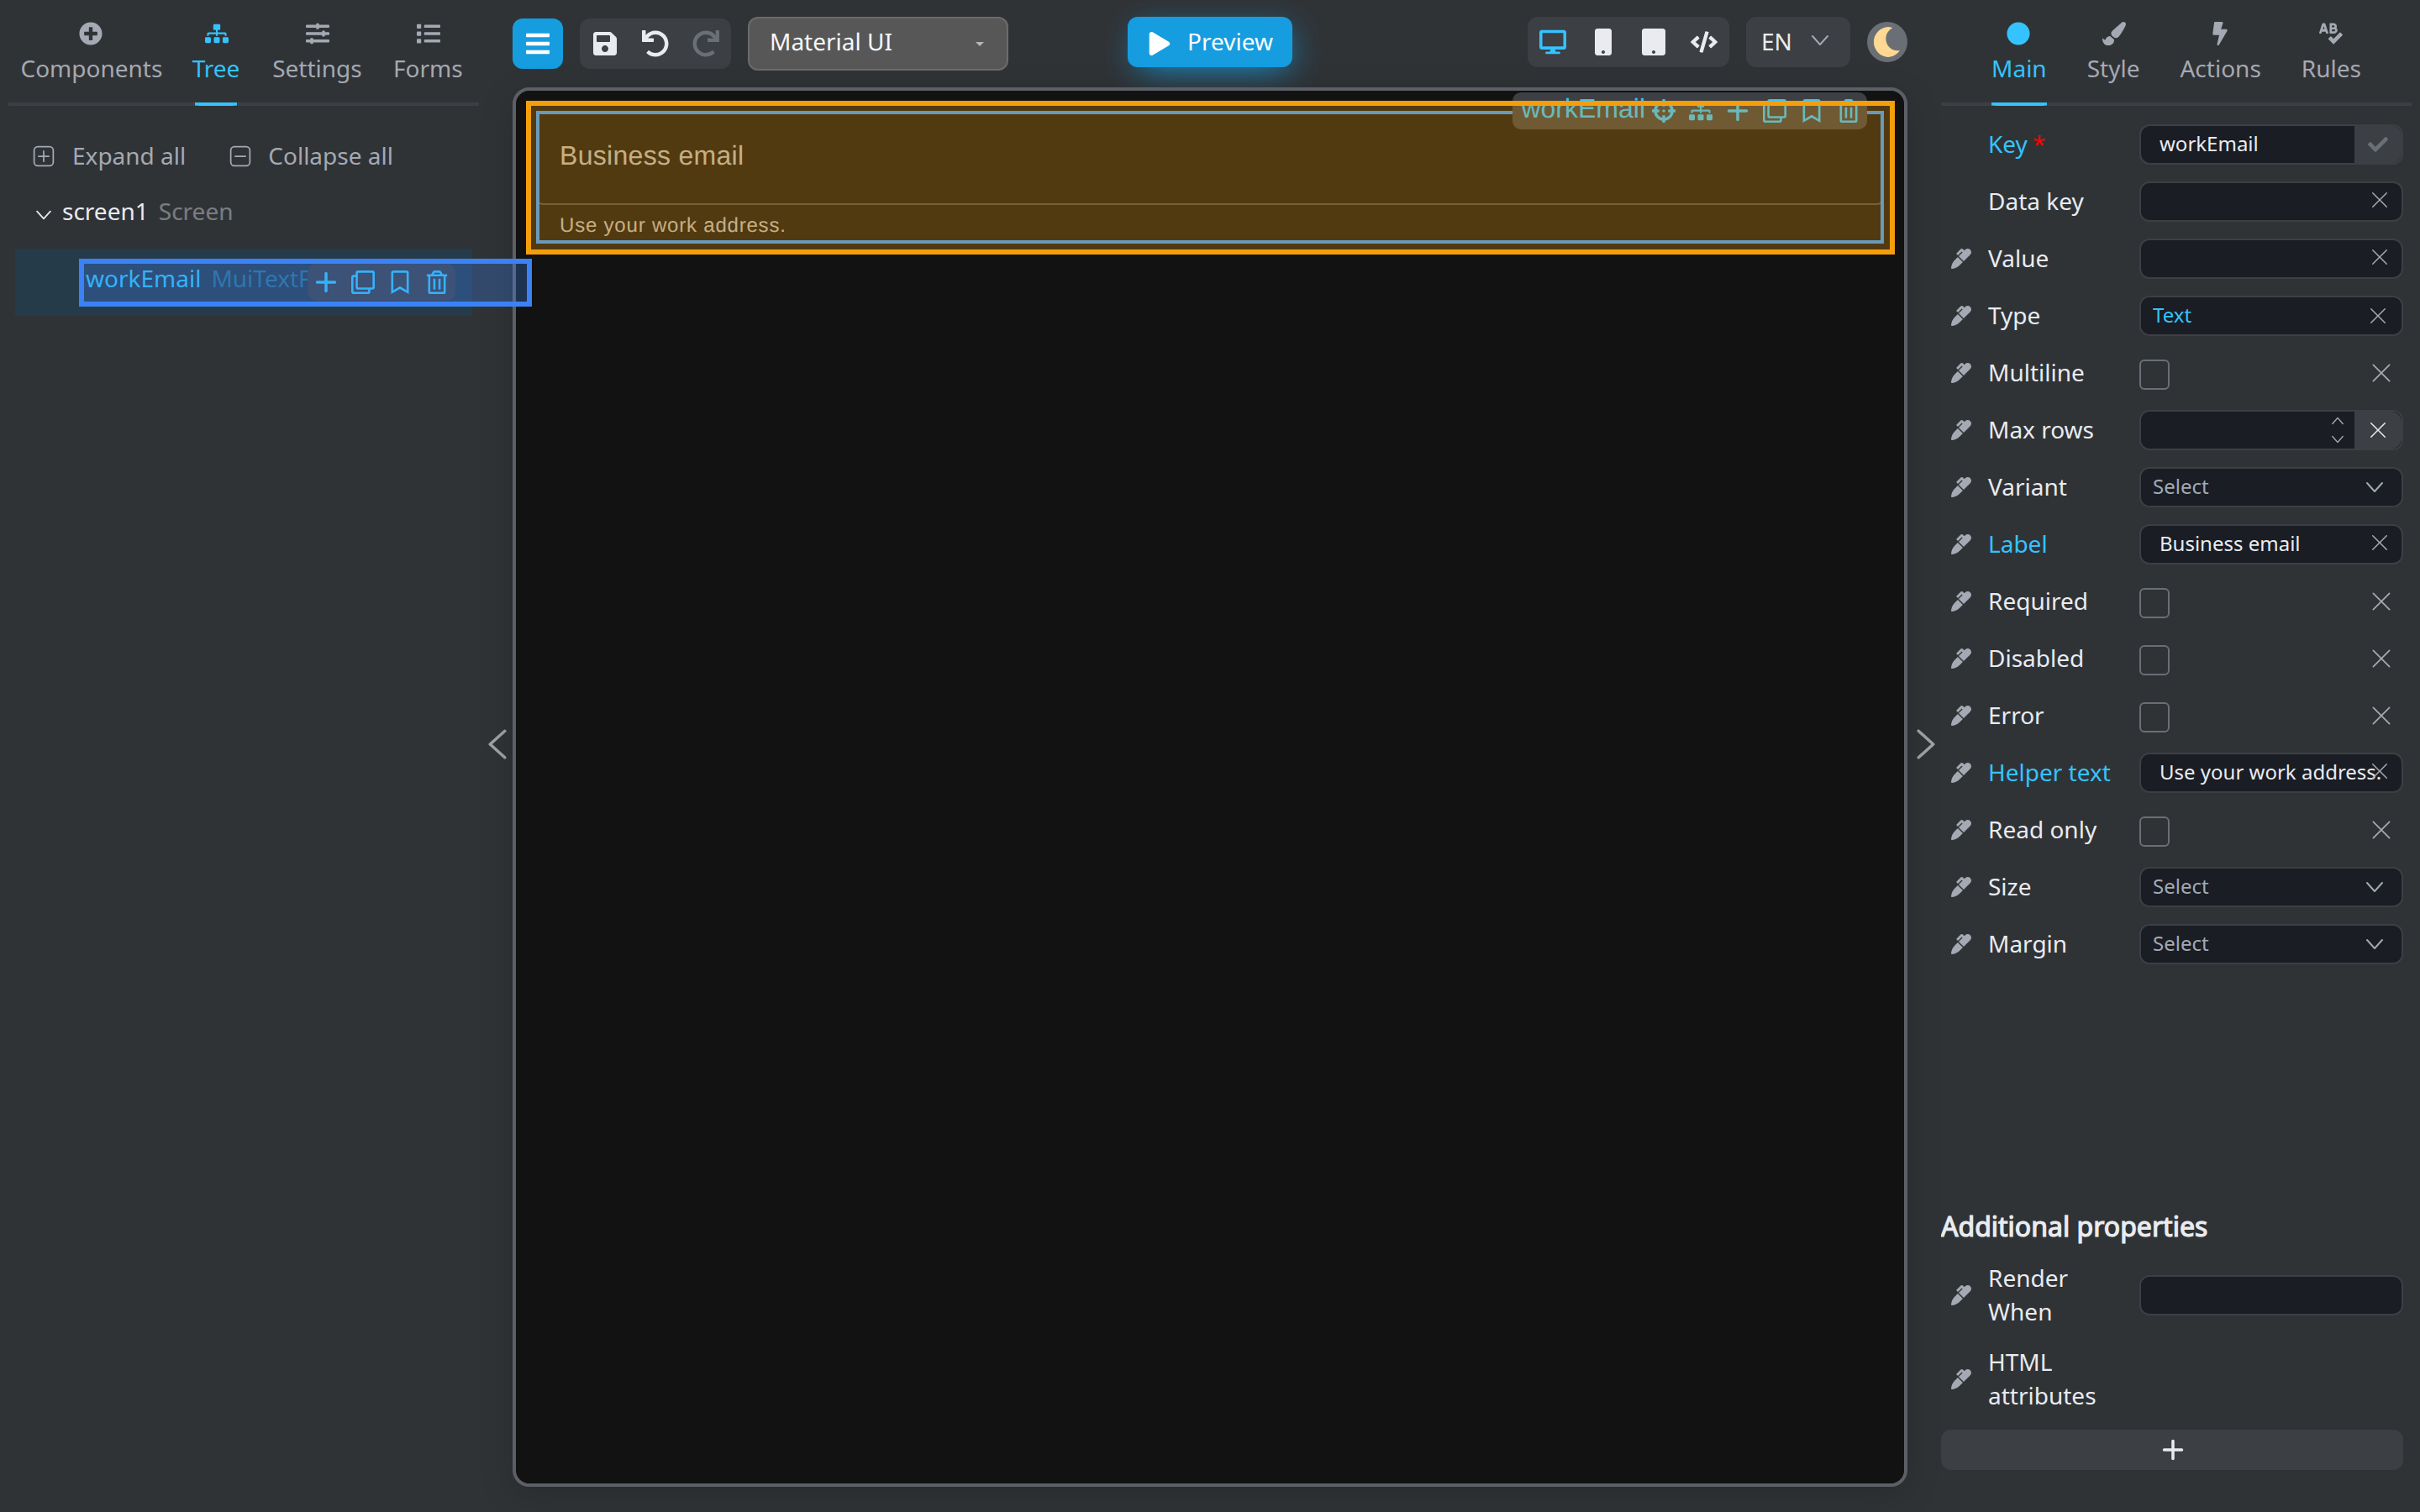 Components Tree Settings Forms
Material UI
Preview
EN
Main Style Actions Rules
Expand all Collapse all
screen1 Screen
workEmail
workEmail
Business email
Use your work address.
Key * workEmail
Data key
Value
Type Text
Multiline
Max rows
Variant Select
Label Business email
Required
Disabled
Error
Helper text Use your work address.
Read only
Size Select
Margin Select
Additional properties
Render
When
HTML
attributes